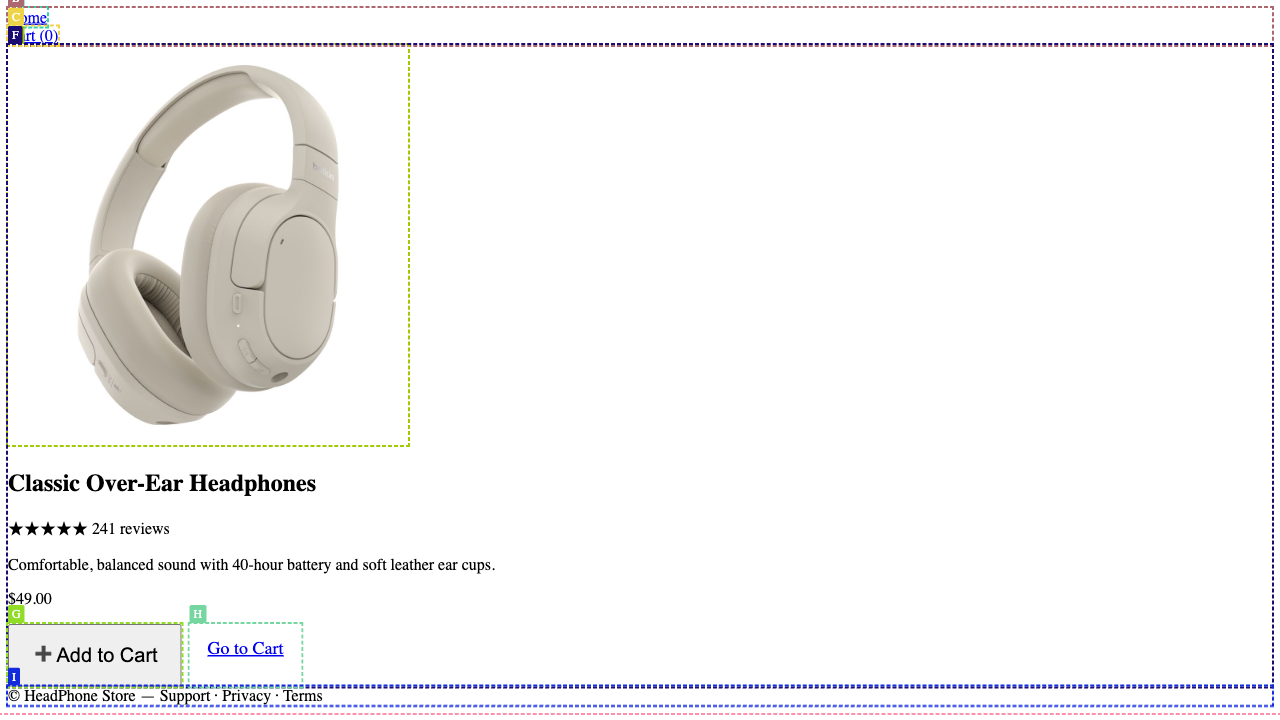 C
ome
F
rt (0)
Classic Over-Ear Headphones
★★★★★ 241 reviews
Comfortable, balanced sound with 40-hour battery and soft leather ear cups.
$49.00
G
H
➕ Add to Cart
Go to Cart
I
© HeadPhone Store — Support · Privacy · Terms